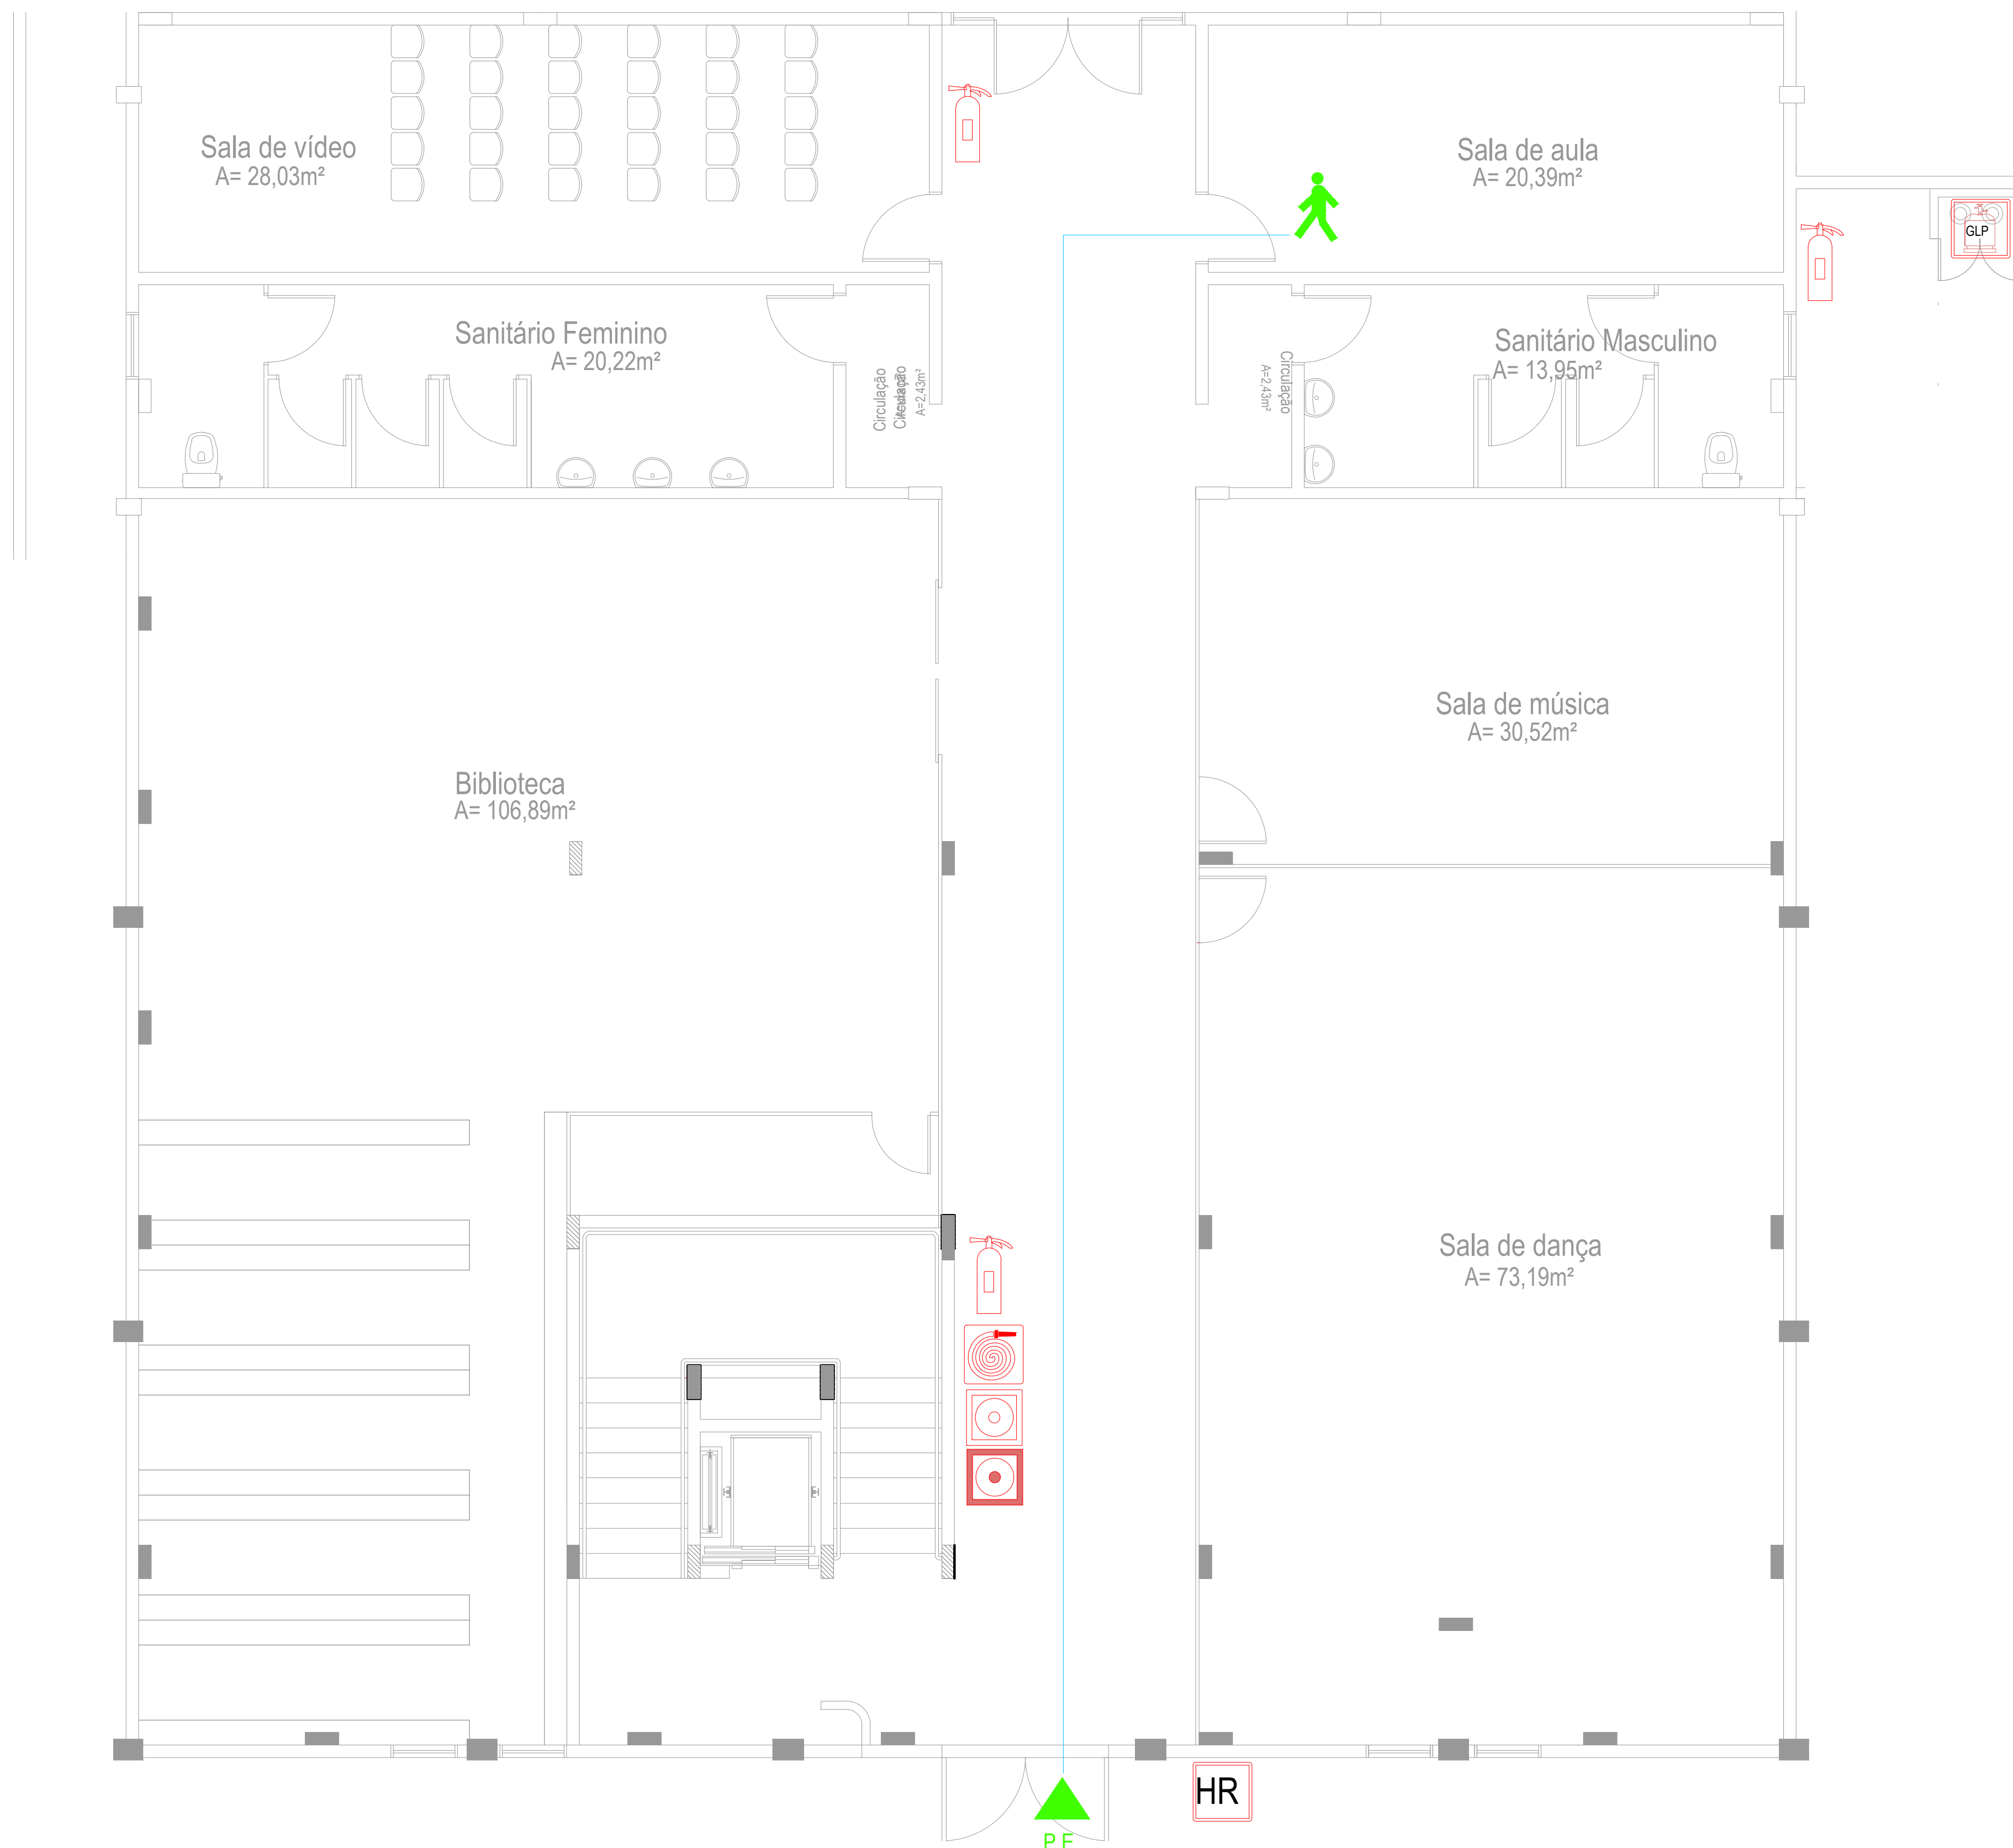 Sala de vídeo
A= 28,03m²
Sala de aula
A= 20,39m²
GLP
Sanitário Feminino
A= 20,22m²
Sanitário Masculino
A= 13,95m²
Circulação
Circulação
A=2,43m²
Circulação
A=2,43m²
Sala de música
A= 30,52m²
Biblioteca
A= 106,89m²
Sala de dança
A= 73,19m²
HR
P.F